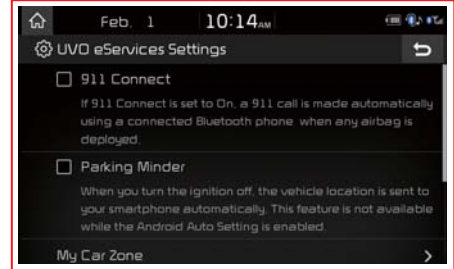 Feb. 1 10:14 AM
UVO eServices Settings
911 Connect
If 911 Connect is set to On, a 911 call is made automatically
using a connected Bluetooth phone when any airbag is
deployed.
Parking Minder
When you turn the ignition off, the vehicle location is sent to
your smartphone automatically. This feature is not available
while the Android Auto Setting is enabled.
My Car Zone